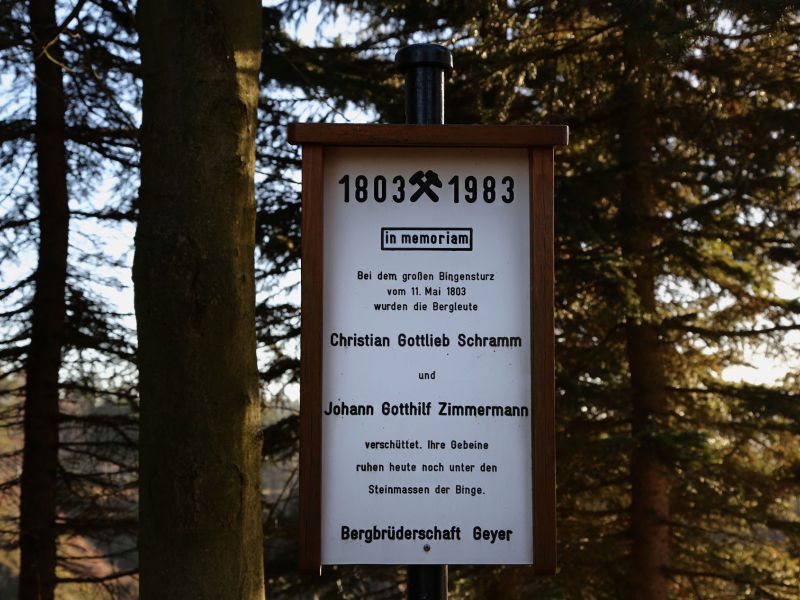 1803 1983
in memoriam
Bei dem großen Bingensturz
vom 11. Mai 1803
wurden die Bergleute
Christian Gottlieb Schramm
und
Johann Gotthilf Zimmermann
verschüttet. Ihre Gebeine
ruhen heute noch unter den
Steinmassen der Binge.
Bergbrüderschaft Geyer